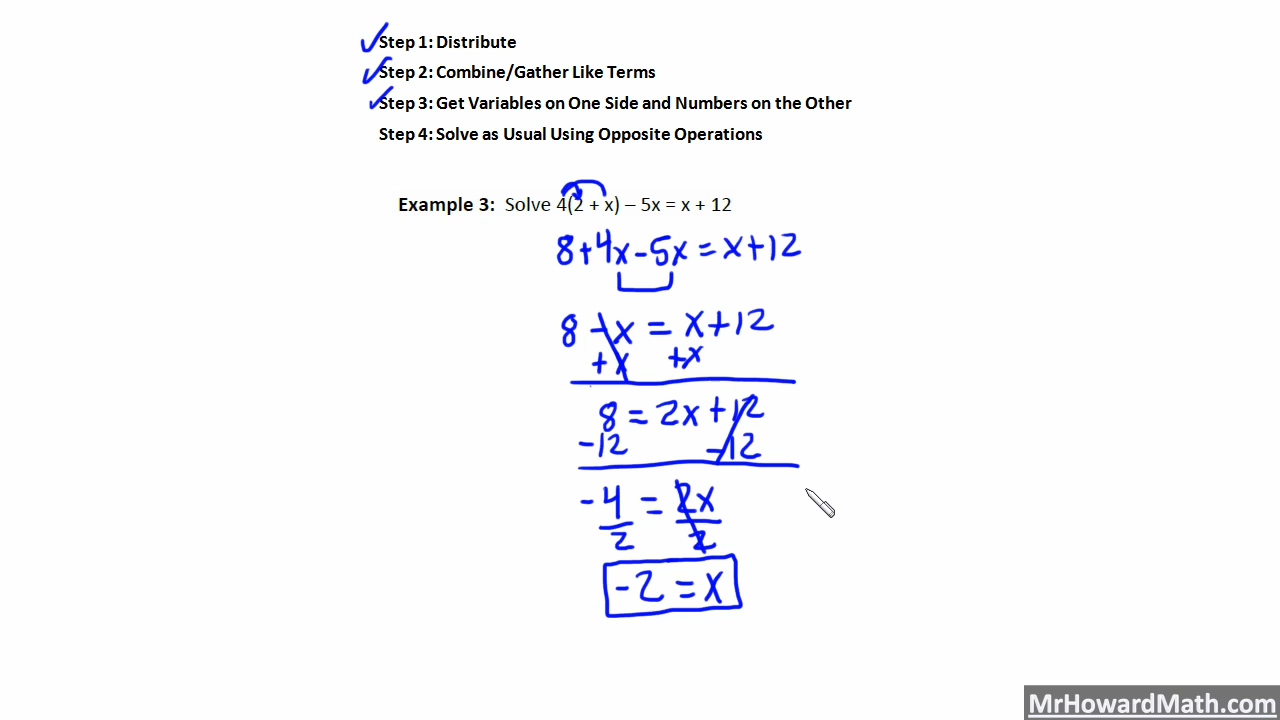 Step 1: Distribute
Step 2: Combine/Gather Like Terms
Step 3: Get Variables on One Side and Numbers on the Other
Step 4: Solve as Usual Using Opposite Operations
Example 3: Solve 4(2 + x) – 5x = x + 12
8+4x-5x=x+12
8-x=x+12
+x +x
8=2x+12
-12 -12
-4=2x
2 2
-2=x
MrHowardMath.com